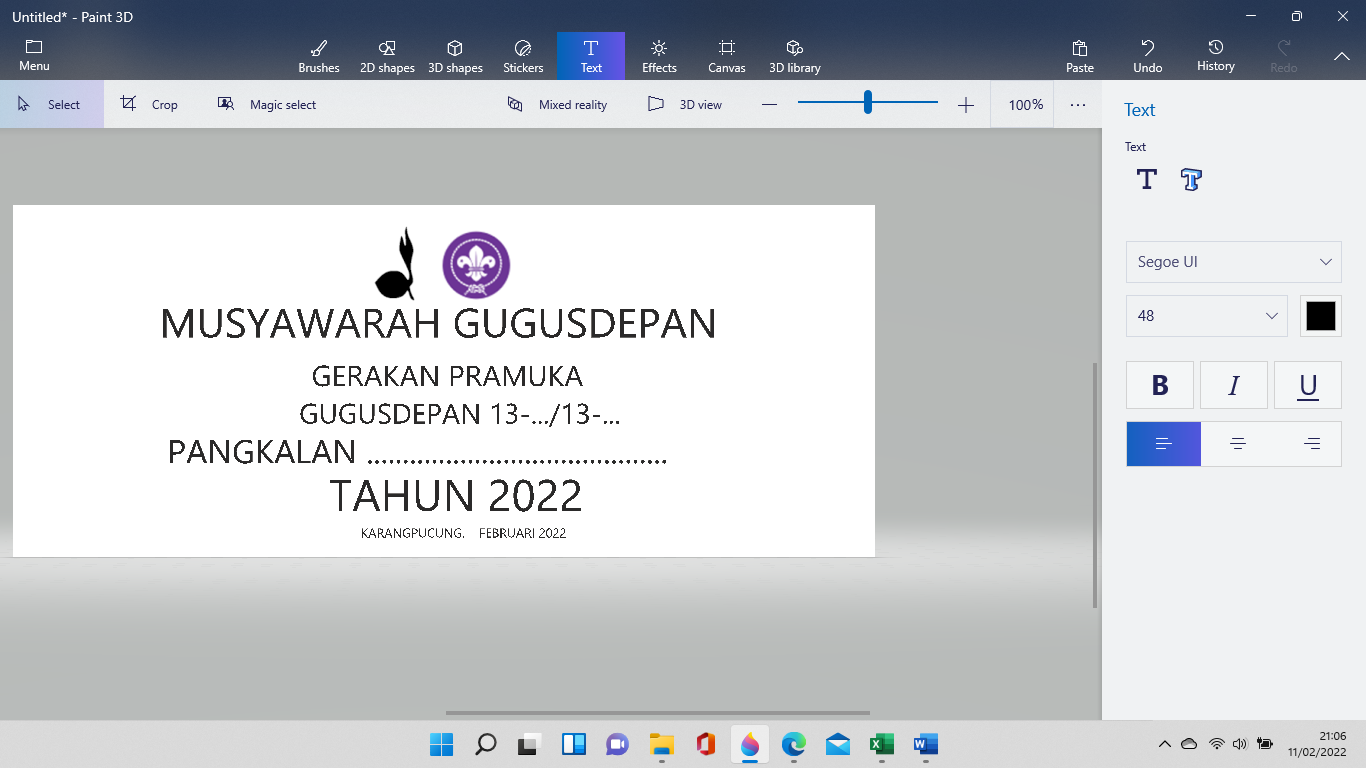 Untitled* - Paint 3D
Menu
Brushes
2D shapes
3D shapes
Stickers
Text
Effects
Canvas
3D library
Paste
Undo
History
Redo
Select
Crop
Magic select
Mixed reality
3D view
100%
Text
Text
Segoe UI
48
B
I
U
MUSYAWARAH GUGUSDEPAN
GERAKAN PRAMUKA
GUGUSDEPAN 13-.../13-...
PANGKALAN ..........................................
TAHUN 2022
KARANGPUCUNG, FEBRUARI 2022
21:06
11/02/2022